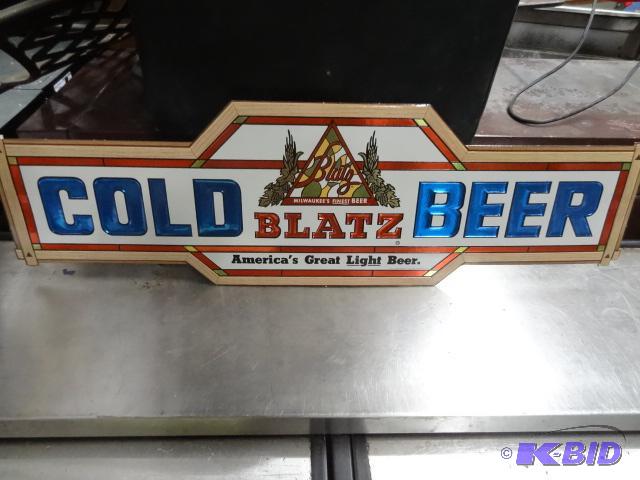 Blatz
MILWAUKEE'S FINEST BEER
COLD BLATZ BEER
®
America's Great Light Beer.
© K-BID